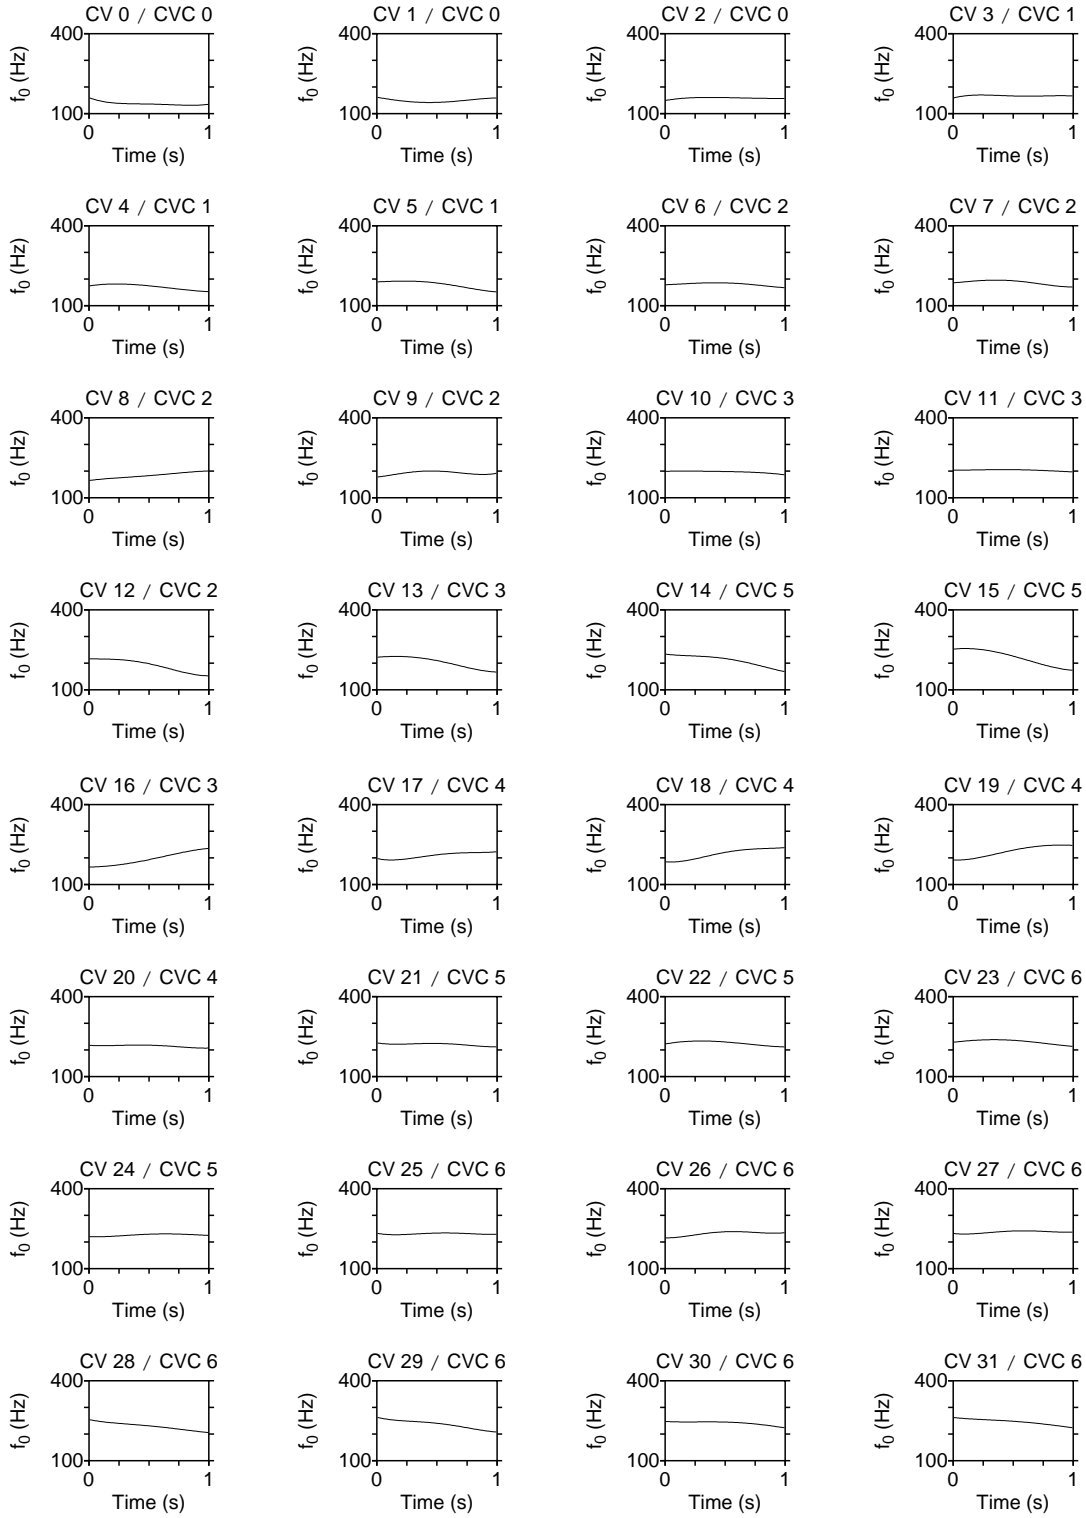 CV 0 / CVC 0 CV 1 / CVC 0 CV 2 / CVC 0 CV 3 / CVC 1
400 400 400 400
f0 (Hz) f0 (Hz) f0 (Hz) f0 (Hz)
100 100 100 100
0 1 0 1 0 1 0 1
Time (s) Time (s) Time (s) Time (s)
CV 4 / CVC 1 CV 5 / CVC 1 CV 6 / CVC 2 CV 7 / CVC 2
400 400 400 400
f0 (Hz) f0 (Hz) f0 (Hz) f0 (Hz)
100 100 100 100
0 1 0 1 0 1 0 1
Time (s) Time (s) Time (s) Time (s)
CV 8 / CVC 2 CV 9 / CVC 2 CV 10 / CVC 3 CV 11 / CVC 3
400 400 400 400
f0 (Hz) f0 (Hz) f0 (Hz) f0 (Hz)
100 100 100 100
0 1 0 1 0 1 0 1
Time (s) Time (s) Time (s) Time (s)
CV 12 / CVC 2 CV 13 / CVC 3 CV 14 / CVC 5 CV 15 / CVC 5
400 400 400 400
f0 (Hz) f0 (Hz) f0 (Hz) f0 (Hz)
100 100 100 100
0 1 0 1 0 1 0 1
Time (s) Time (s) Time (s) Time (s)
CV 16 / CVC 3 CV 17 / CVC 4 CV 18 / CVC 4 CV 19 / CVC 4
400 400 400 400
f0 (Hz) f0 (Hz) f0 (Hz) f0 (Hz)
100 100 100 100
0 1 0 1 0 1 0 1
Time (s) Time (s) Time (s) Time (s)
CV 20 / CVC 4 CV 21 / CVC 5 CV 22 / CVC 5 CV 23 / CVC 6
400 400 400 400
f0 (Hz) f0 (Hz) f0 (Hz) f0 (Hz)
100 100 100 100
0 1 0 1 0 1 0 1
Time (s) Time (s) Time (s) Time (s)
CV 24 / CVC 5 CV 25 / CVC 6 CV 26 / CVC 6 CV 27 / CVC 6
400 400 400 400
f0 (Hz) f0 (Hz) f0 (Hz) f0 (Hz)
100 100 100 100
0 1 0 1 0 1 0 1
Time (s) Time (s) Time (s) Time (s)
CV 28 / CVC 6 CV 29 / CVC 6 CV 30 / CVC 6 CV 31 / CVC 6
400 400 400 400
f0 (Hz) f0 (Hz) f0 (Hz) f0 (Hz)
100 100 100 100
0 1 0 1 0 1 0 1
Time (s) Time (s) Time (s) Time (s)